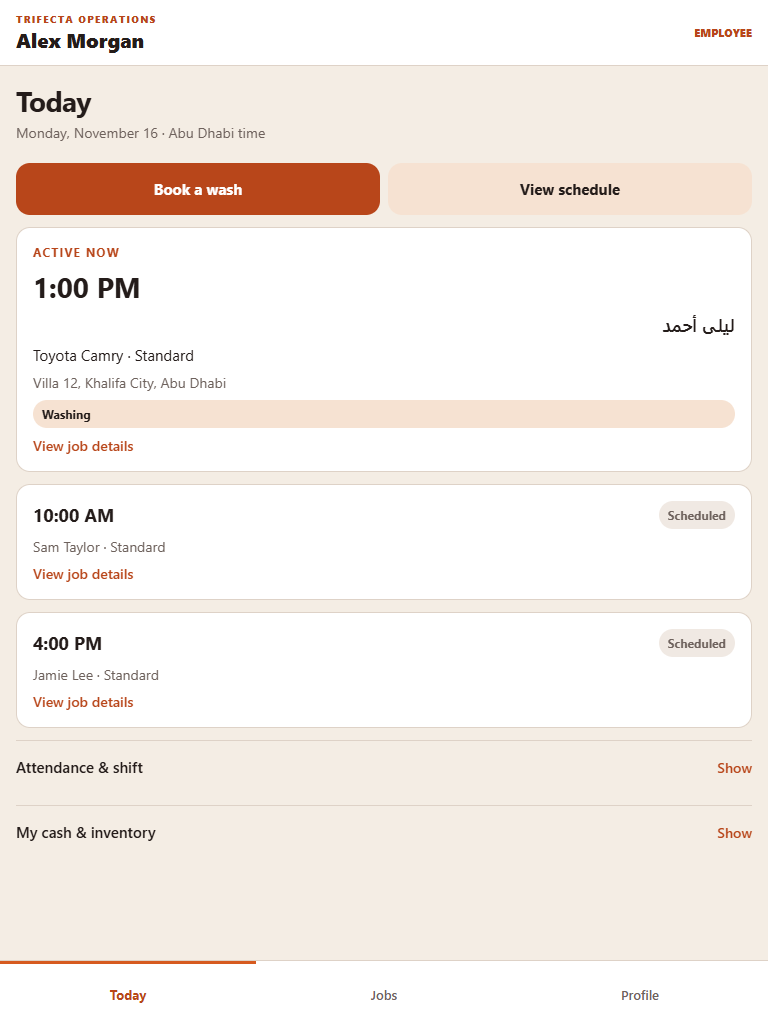 TRIFECTA OPERATIONS
Alex Morgan
EMPLOYEE
Today
Monday, November 16 · Abu Dhabi time
Book a wash
View schedule
ACTIVE NOW
1:00 PM
ليلى أحمد
Toyota Camry · Standard
Villa 12, Khalifa City, Abu Dhabi
Washing
View job details
10:00 AM
Scheduled
Sam Taylor · Standard
View job details
4:00 PM
Scheduled
Jamie Lee · Standard
View job details
Attendance & shift
Show
My cash & inventory
Show
Today
Jobs
Profile